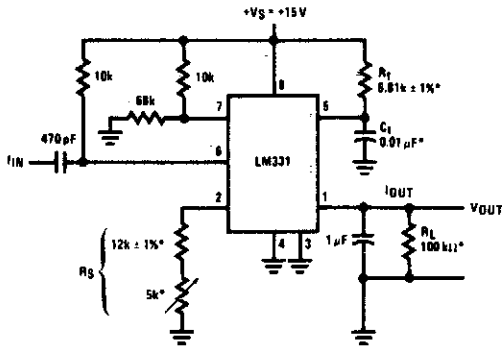 +VS = +15V
10k
10k
Rt
6.81k ± 1%*
68k
7
8
5
470 pF
Ct
0.01 μF*
fIN
6
LM331
2
1
IOUT
VOUT
RS
12k ± 1%*
4
3
1 μF
RL
100 kΩ*
5k*